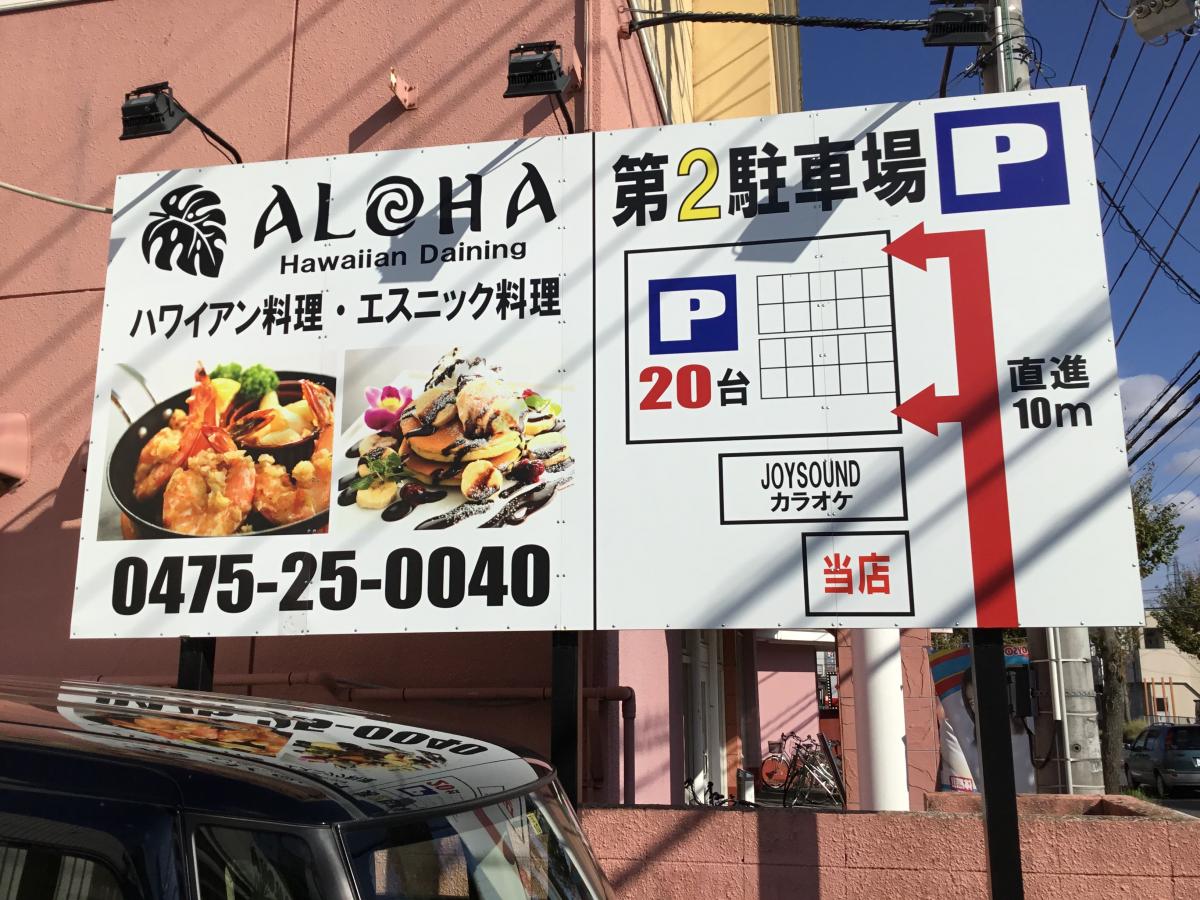 ALOHA
Hawaiian Daining
ハワイアン料理・エスニック料理
0475-25-0040
第2駐車場 P
P
20台
直進
10m
JOYSOUND
カラオケ
当店